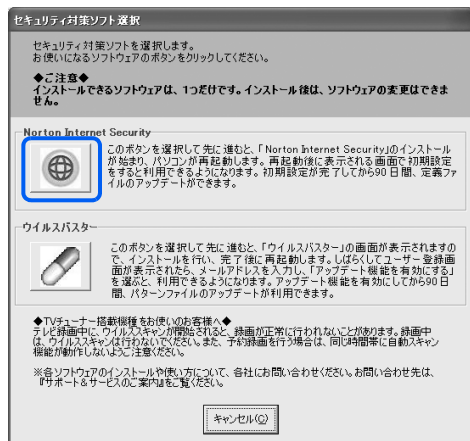 セキュリティ対策ソフト選択
セキュリティ対策ソフトを選択します。
お使いになるソフトウェアのボタンをクリックしてください。
◆ご注意◆
インストールできるソフトウェアは、1つだけです。インストール後は、ソフトウェアの変更はできま
せん。
Norton Internet Security
このボタンを選択して先に進むと、「Norton Internet Security」のインストール
が始まり、パソコンが再起動します。再起動後に表示される画面で初期設定
をすると利用できるようになります。初期設定が完了してから90日間、定義ファ
イルのアップデートができます。
ウイルスバスター
このボタンを選択して先に進むと、「ウイルスバスター」の画面が表示されますの
で、インストールを行い、完了後に再起動します。しばらくしてユーザー登録画
面が表示されたら、メールアドレスを入力し、「アップデート機能を有効にする」
を選ぶと、利用できるようになります。アップデート機能を有効にしてから90日
間、パターンファイルのアップデートが利用できます。
◆TVチューナー搭載機種をお使いのお客様へ◆
テレビ録画中に、ウイルススキャンが開始されると、録画が正常に行われないことがあります。録画中
は、ウイルススキャンは行わないでください。また、予約録画を行う場合は、同じ時間帯に自動スキャン
機能が動作しないようご注意ください。
※各ソフトウェアのインストールや使い方について、各社にお問い合わせください。お問い合わせ先は、
『サポート&サービスのご案内』をご覧ください。
キャンセル(C)